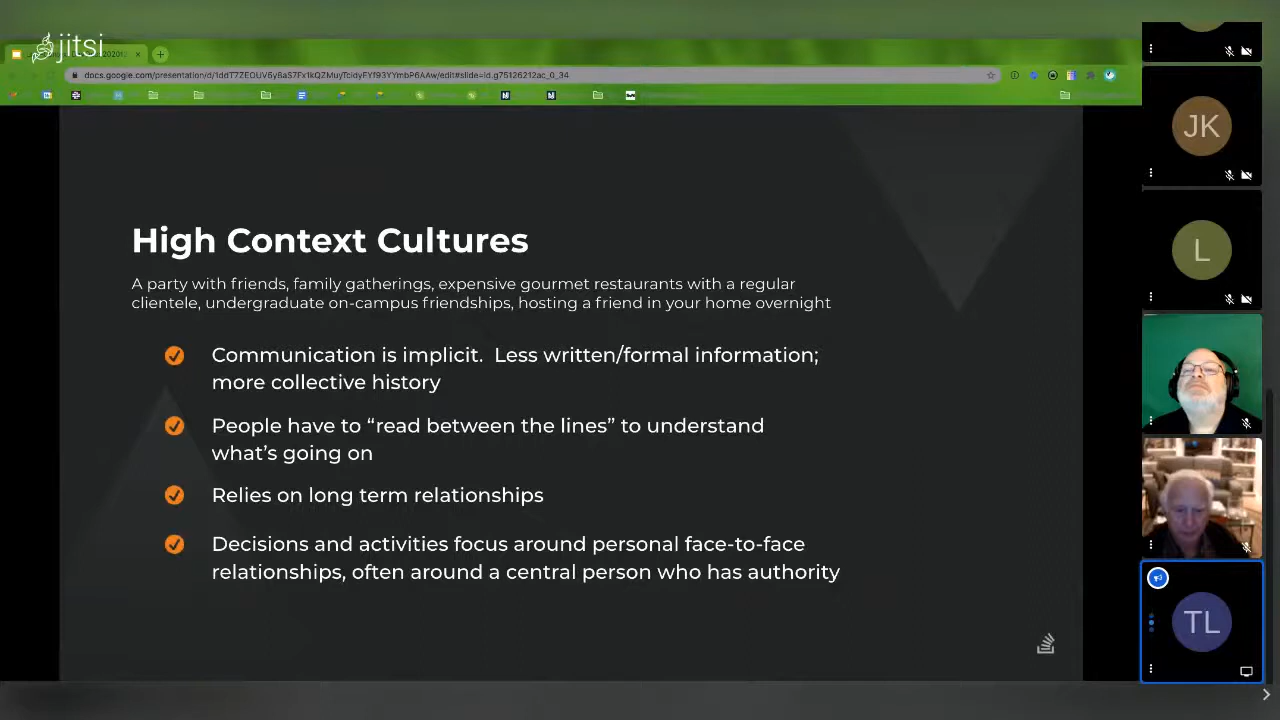 jitsi
docs.google.com/presentation/d/1ddT7ZEOUV6yBaS7Fx1kQZMuyTcidyFYf93YYmbP6AAw/edit#slide=id.g75126212ac_0_34
JK
High Context Cultures
A party with friends, family gatherings, expensive gourmet restaurants with a regular
clientele, undergraduate on-campus friendships, hosting a friend in your home overnight
L
Communication is implicit.  Less written/formal information;
more collective history
People have to “read between the lines” to understand
what’s going on
Relies on long term relationships
Decisions and activities focus around personal face-to-face
relationships, often around a central person who has authority
TL